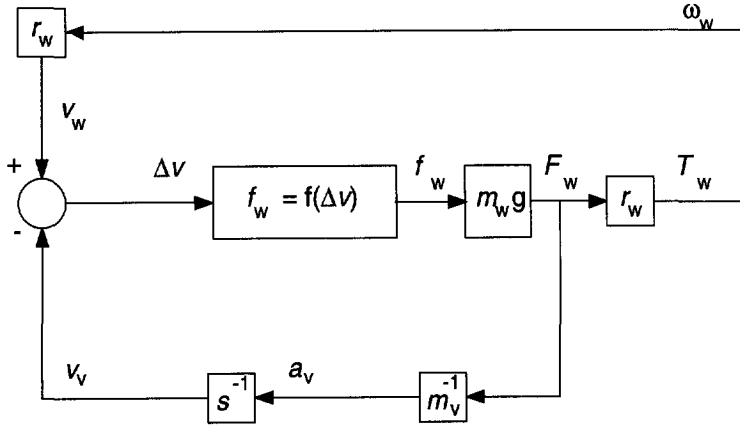 r_w
ω_w
v_w
+
Δv
f_w = f(Δv)
f_w
m_w g
F_w
r_w
T_w
-
v_v
s^-1
a_v
m_v^-1